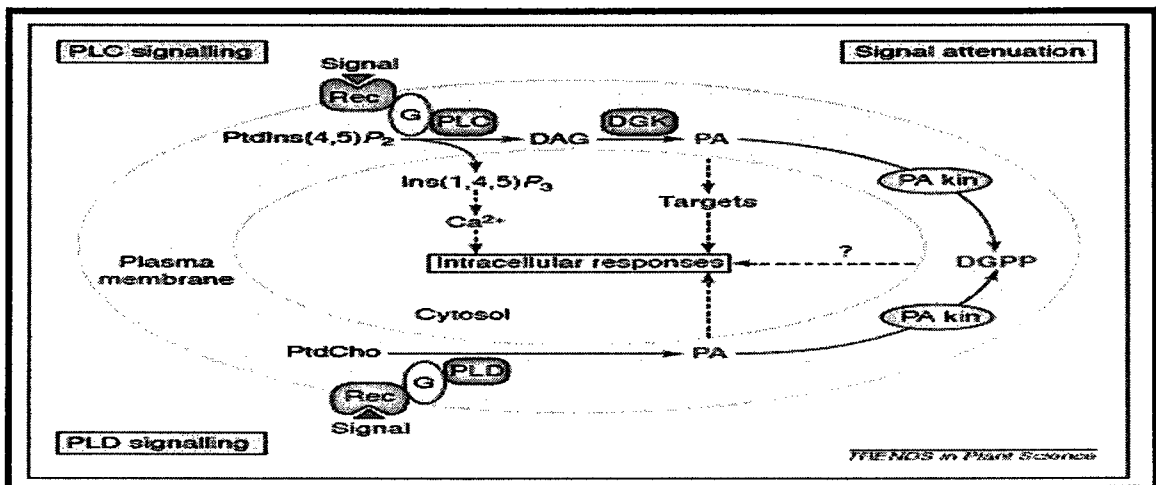 PLC signalling
Signal attenuation
Signal
Rec
G
PLC
DGK
PtdIns(4,5)P₂
DAG
PA
Ins(1,4,5)P₃
PA kin
Targets
Ca²⁺
Plasma
membrane
Intracellular responses
?
DGPP
Cytosol
PA kin
PtdCho
PA
G
PLD
Rec
Signal
PLD signalling
TRENDS in Plant Science